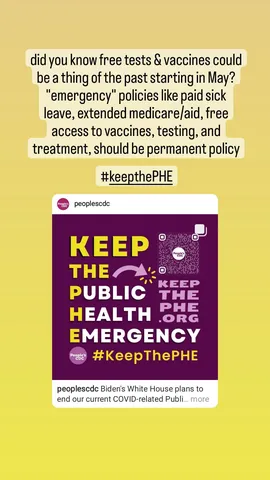 did you know free tests & vaccines could
be a thing of the past starting in May?
"emergency" policies like paid sick
leave, extended medicare/aid, free
access to vaccines, testing, and
treatment, should be permanent policy
#keepthePHE
peoplescdc
KEEP
THE
PUBLIC
HEALTH
EMERGENCY
KEEP
THE
PHE
.ORG
#KeepThePHE
peoplescdc Biden's White House plans to
end our current COVID-related Publi... more